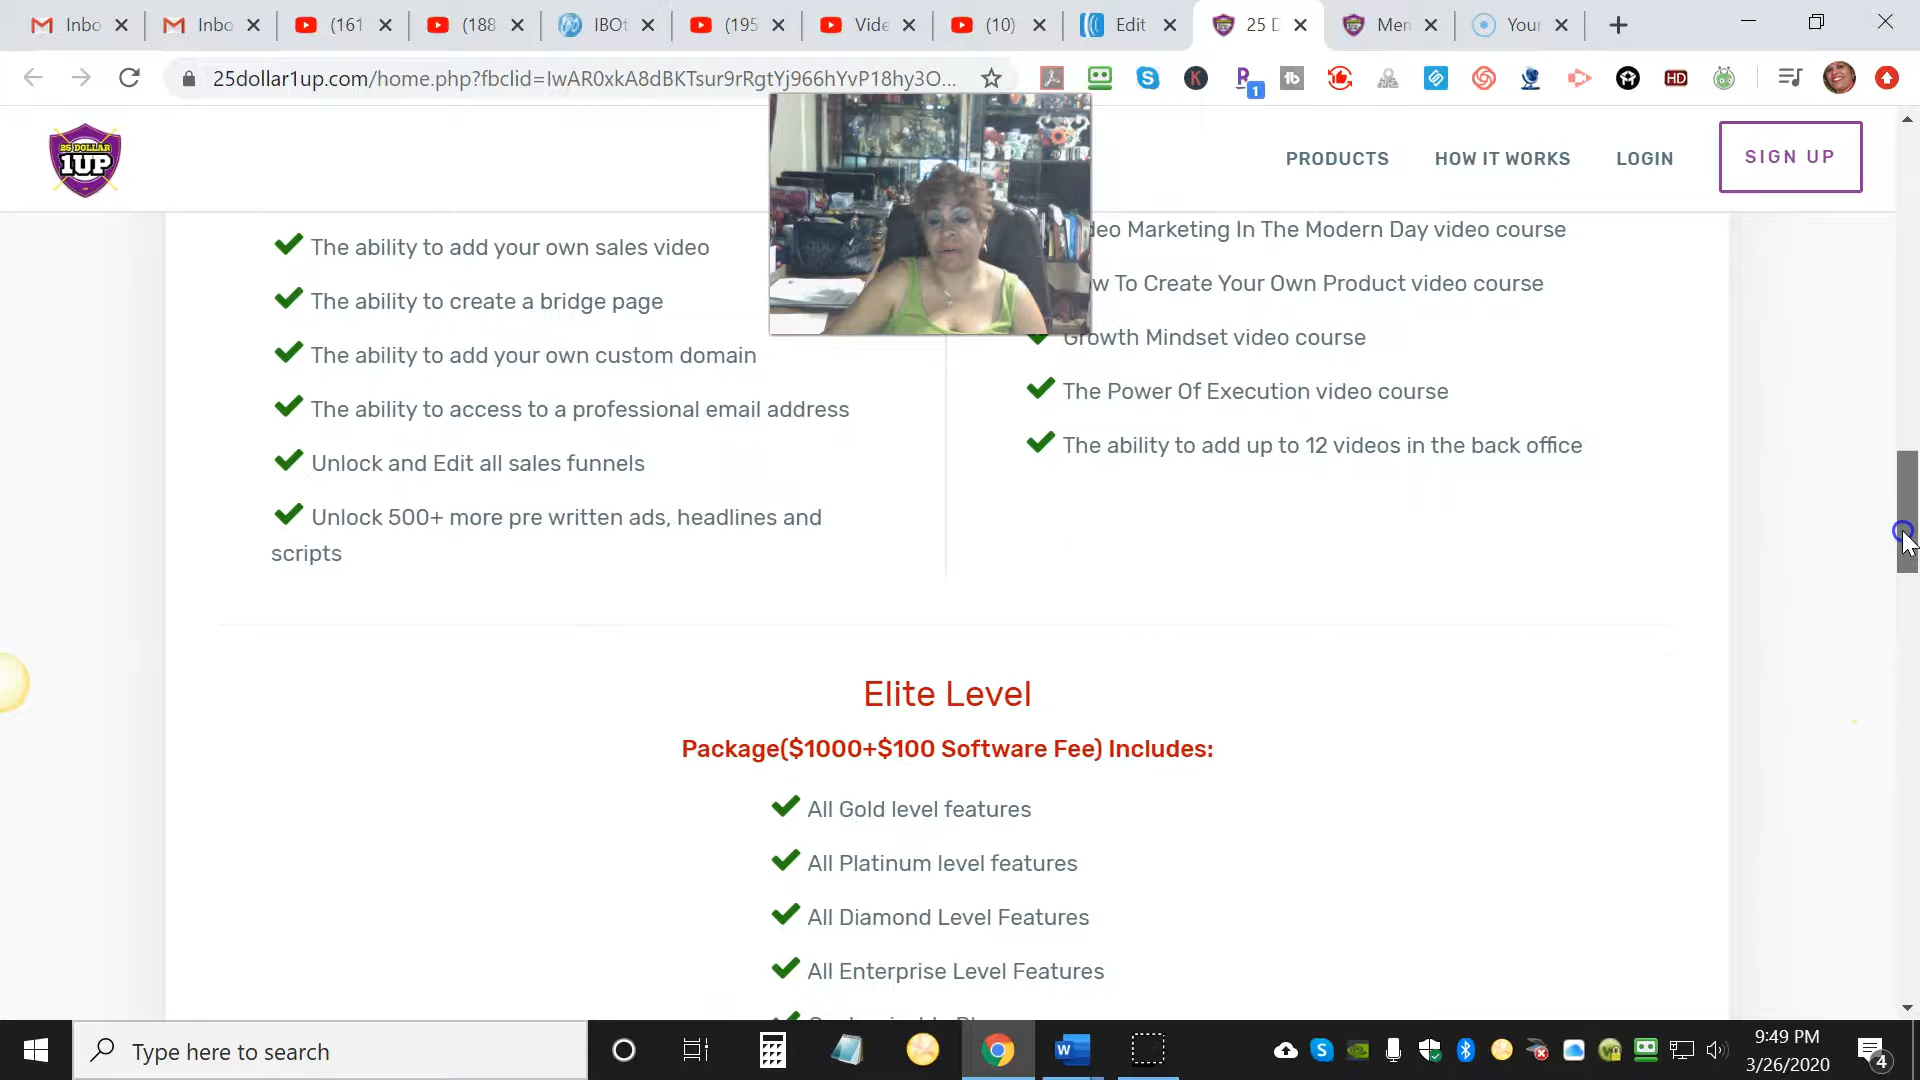 Inbo
Inbo
(161
(188
IBOt
(195
Vide
(10)
Edit
25 D
Men
Your
25dollar1up.com/home.php?fbclid=IwAR0xkA8dBKTsur9rRgtYj966hYvP18hy3O...
1
HD
25 DOLLAR
1UP
PRODUCTS
HOW IT WORKS
LOGIN
SIGN UP
The ability to add your own sales video
The ability to create a bridge page
The ability to add your own custom domain
The ability to access to a professional email address
Unlock and Edit all sales funnels
Unlock 500+ more pre written ads, headlines and
scripts
deo Marketing In The Modern Day video course
w To Create Your Own Product video course
Growth Mindset video course
The Power Of Execution video course
The ability to add up to 12 videos in the back office
Elite Level
Package($1000+$100 Software Fee) Includes:
All Gold level features
All Platinum level features
All Diamond Level Features
All Enterprise Level Features
Type here to search
9:49 PM
3/26/2020
4